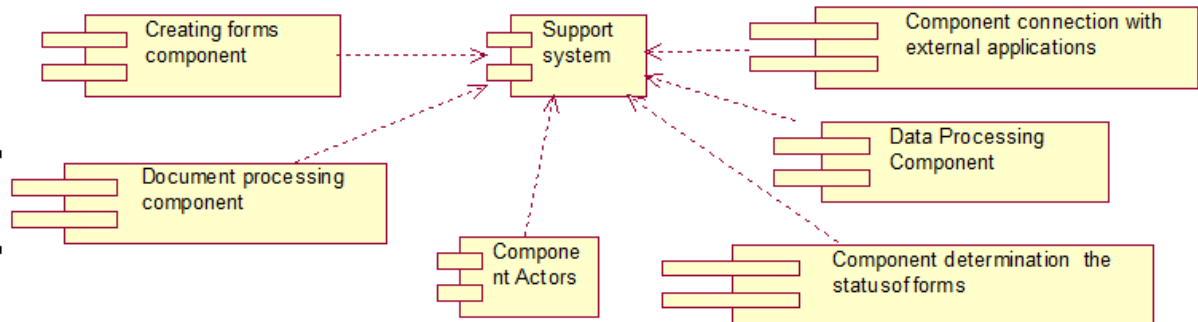 Creating forms
component
Support
system
Component connection with
external applications
Data Processing
Component
Document processing
component
Compone
nt Actors
Component determination the
statusof forms